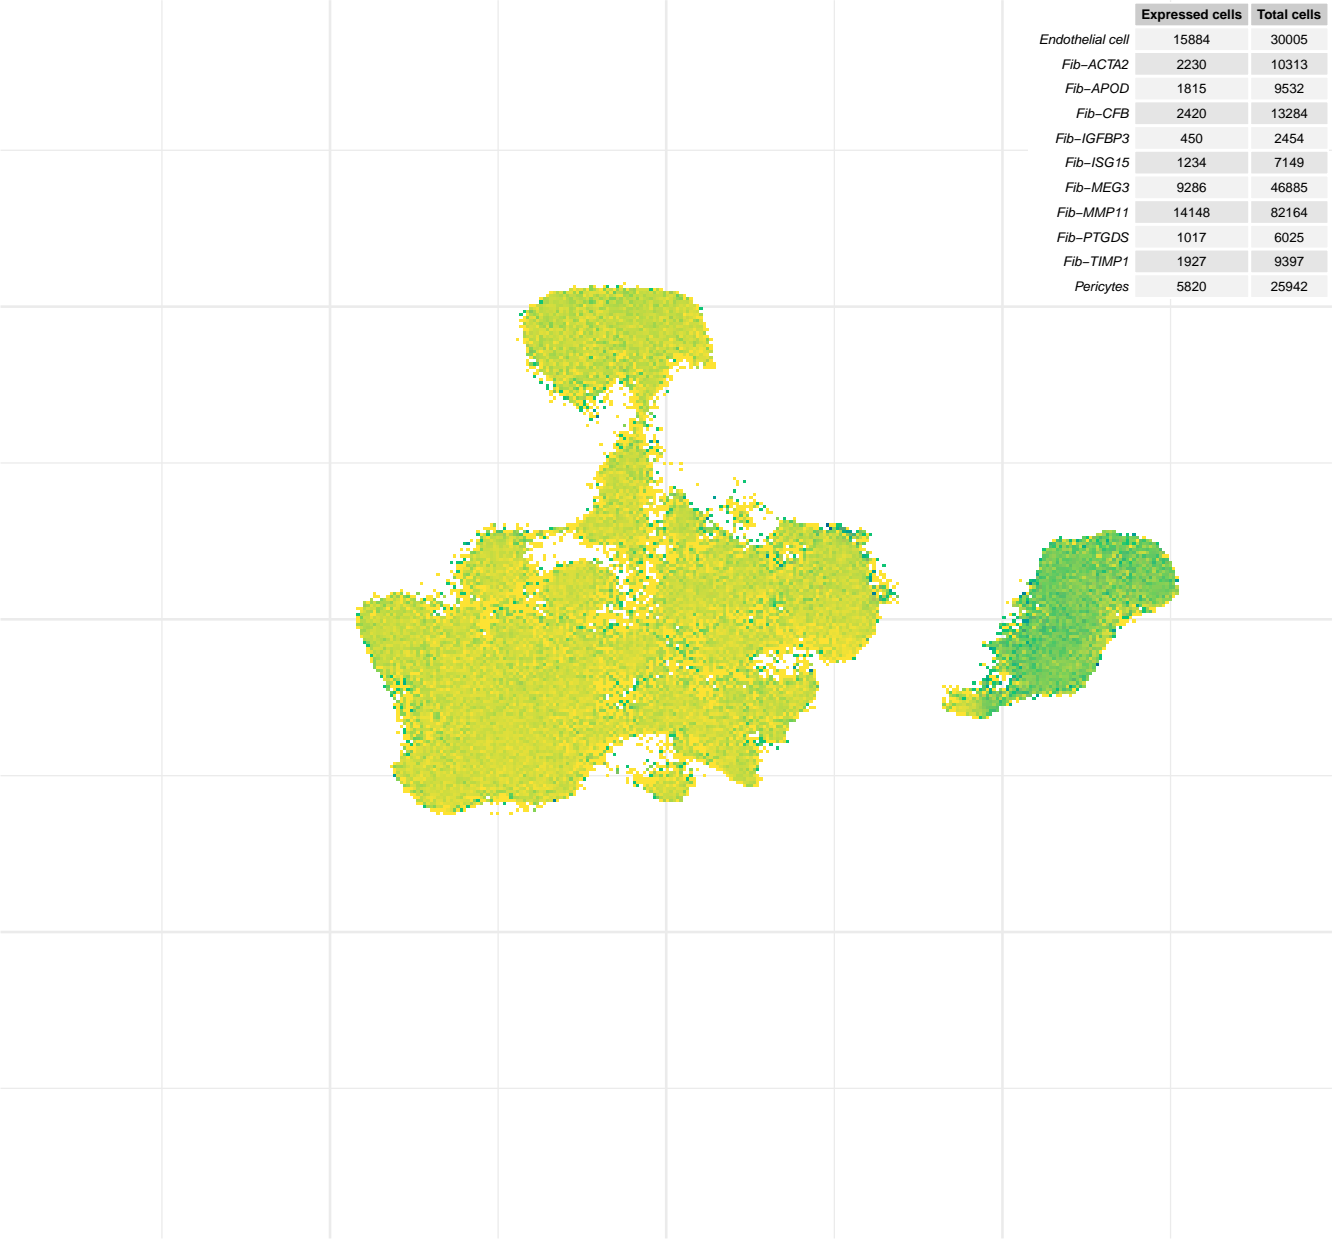 Expressed cells Total cells
Endothelial cell 15884 30005
Fib−ACTA2 2230 10313
Fib−APOD 1815 9532
Fib−CFB 2420 13284
Fib−IGFBP3 450 2454
Fib−ISG15 1234 7149
Fib−MEG3 9286 46885
Fib−MMP11 14148 82164
Fib−PTGDS 1017 6025
Fib−TIMP1 1927 9397
Pericytes 5820 25942